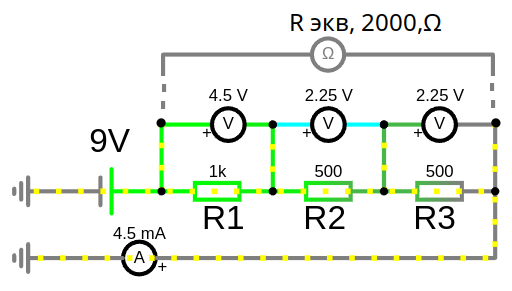 R экв, 2000,Ω
Ω
4.5 V 2.25 V 2.25 V
V V V
+ + +
9V
1k 500 500
R1 R2 R3
4.5 mA
A
+